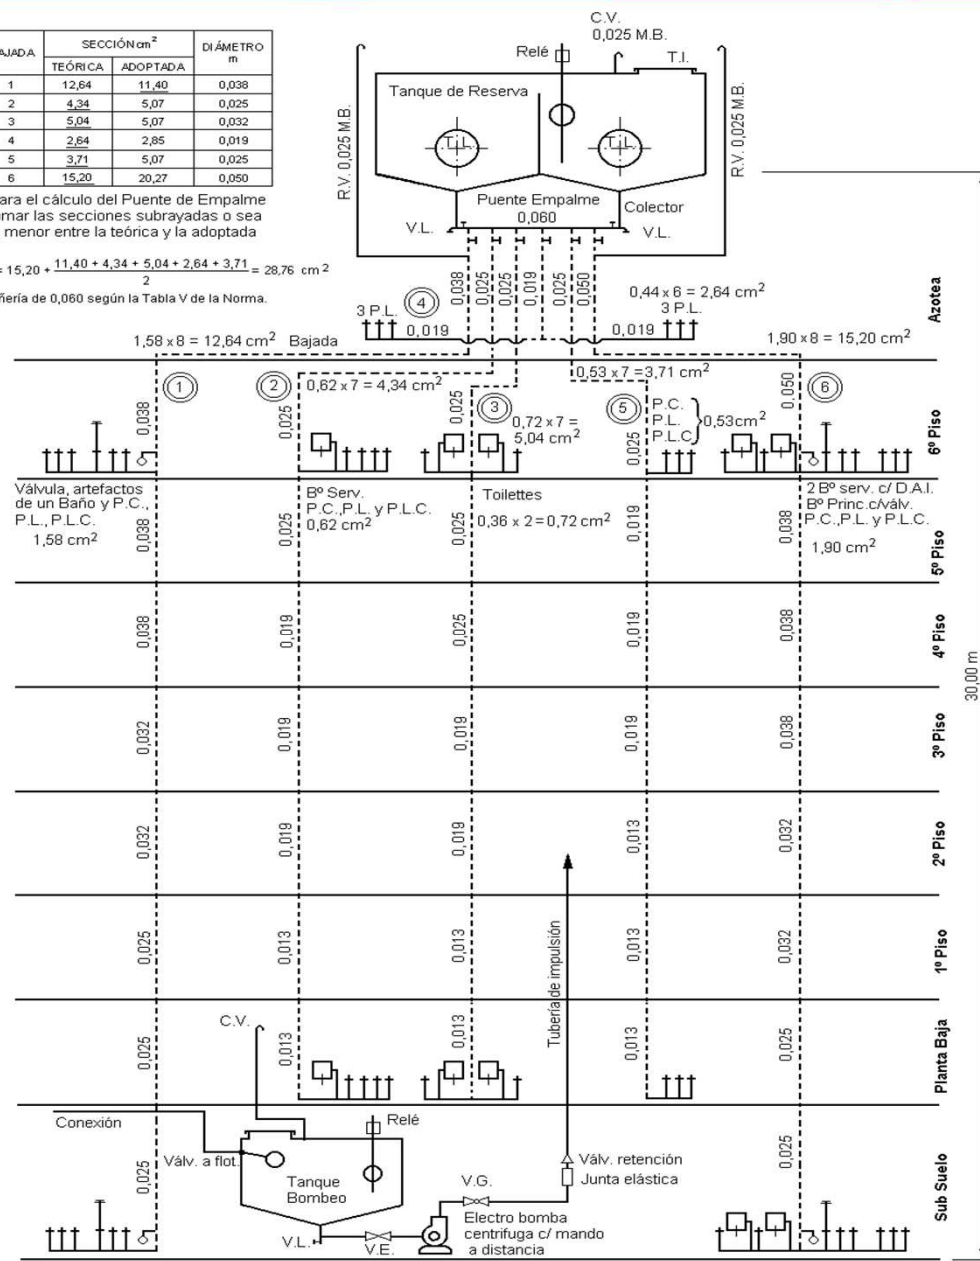 AJADA SECCIÓN cm² DIÁMETRO m
TEÓRICA ADOPTADA
1 12,64 11,40 0,038
2 4,34 5,07 0,025
3 5,04 5,07 0,032
4 2,64 2,85 0,019
5 3,71 5,07 0,025
6 15,20 20,27 0,050
ara el cálculo del Puente de Empalme
mar las secciones subrayadas o sea
menor entre la teórica y la adoptada
= 15,20 + 11,40 + 4,34 + 5,04 + 2,64 + 3,71 / 2 = 28,76 cm²
ñería de 0,060 según la Tabla V de la Norma.
C.V.
0,025 M.B.
Relé
T.I.
Tanque de Reserva
R.V. 0,025 M.B.
R.V. 0,025 M.B.
T.L.
T.L.
Puente Empalme
0,060
Colector
V.L.
V.L.
0,038
0,025
0,025
0,019
0,025
0,050
4
3 P.L.
0,019
0,44 x 6 = 2,64 cm²
3 P.L.
0,019
Azotea
1,58 x 8 = 12,64 cm² Bajada
1,90 x 8 = 15,20 cm²
1
2
0,62 x 7 = 4,34 cm²
3
0,72 x 7 =
5,04 cm²
0,53 x 7 =3,71 cm²
5
P.C.
P.L.
P.L.C.
0,53cm²
6
0,038
0,025
0,025
0,025
0,050
6º Piso
Válvula, artefactos
de un Baño y P.C.,
P.L., P.L.C.
1,58 cm²
Bº Serv.
P.C.,P.L. y P.L.C.
0,62 cm²
Toilettes
0,36 x 2 = 0,72 cm²
2 Bº serv. c/ D.A.I.
Bº Princ.c/válv.
P.C.,P.L. y P.L.C.
1,90 cm²
0,038
0,025
0,025
0,019
0,038
5º Piso
0,038
0,019
0,025
0,019
0,038
4º Piso
30,00 m
0,032
0,019
0,019
0,019
0,038
3º Piso
0,032
0,019
0,019
0,013
0,032
2º Piso
0,025
0,013
0,013
Tubería de impulsión
0,013
0,032
1º Piso
C.V.
0,025
0,013
0,013
0,013
0,025
Planta Baja
Conexión
Relé
Válv. a flot.
0,025
Tanque
Bombeo
V.L.
V.E.
V.G.
Electro bomba
centrifuga c/ mando
a distancia
Válv. retención
Junta elástica
0,025
Sub Suelo